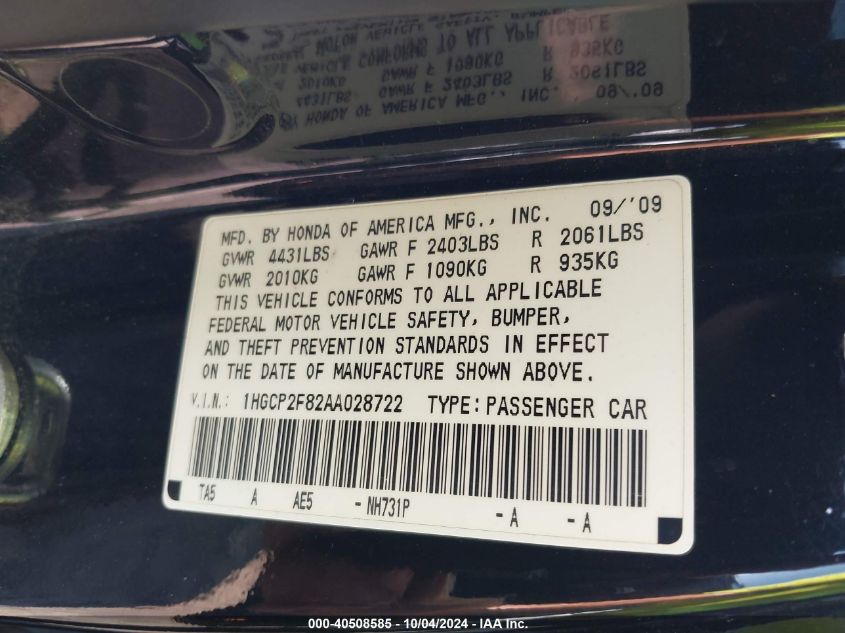 MFD. BY HONDA OF AMERICA MFG., INC. 09/'09
GVWR 4431LBS GAWR F 2403LBS R 2061LBS
GVWR 2010KG GAWR F 1090KG R 935KG
THIS VEHICLE CONFORMS TO ALL APPLICABLE
FEDERAL MOTOR VEHICLE SAFETY, BUMPER,
AND THEFT PREVENTION STANDARDS IN EFFECT
ON THE DATE OF MANUFACTURE SHOWN ABOVE.
V.I.N.: 1HGCP2F82AA028722 TYPE: PASSENGER CAR
TA5 A AE5 - NH731P - A - A
000-40508585 - 10/04/2024 - IAA Inc.